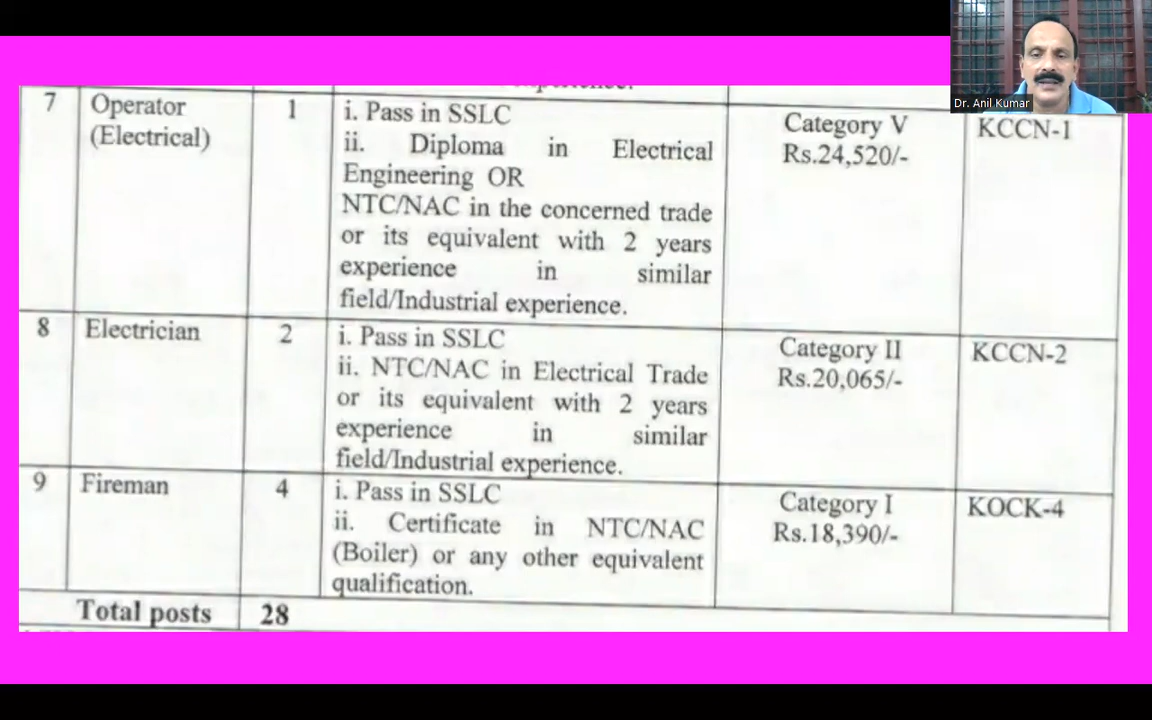 Dr. Anil Kumar
7 Operator 1 i. Pass in SSLC Category V KCCN-1
(Electrical) ii. Diploma in Electrical Rs.24,520/-
Engineering OR
NTC/NAC in the concerned trade
or its equivalent with 2 years
experience in similar
field/Industrial experience.
8 Electrician 2 i. Pass in SSLC Category II KCCN-2
ii. NTC/NAC in Electrical Trade Rs.20,065/-
or its equivalent with 2 years
experience in similar
field/Industrial experience.
9 Fireman 4 i. Pass in SSLC Category I KOCK-4
ii. Certificate in NTC/NAC Rs.18,390/-
(Boiler) or any other equivalent
qualification.
Total posts 28